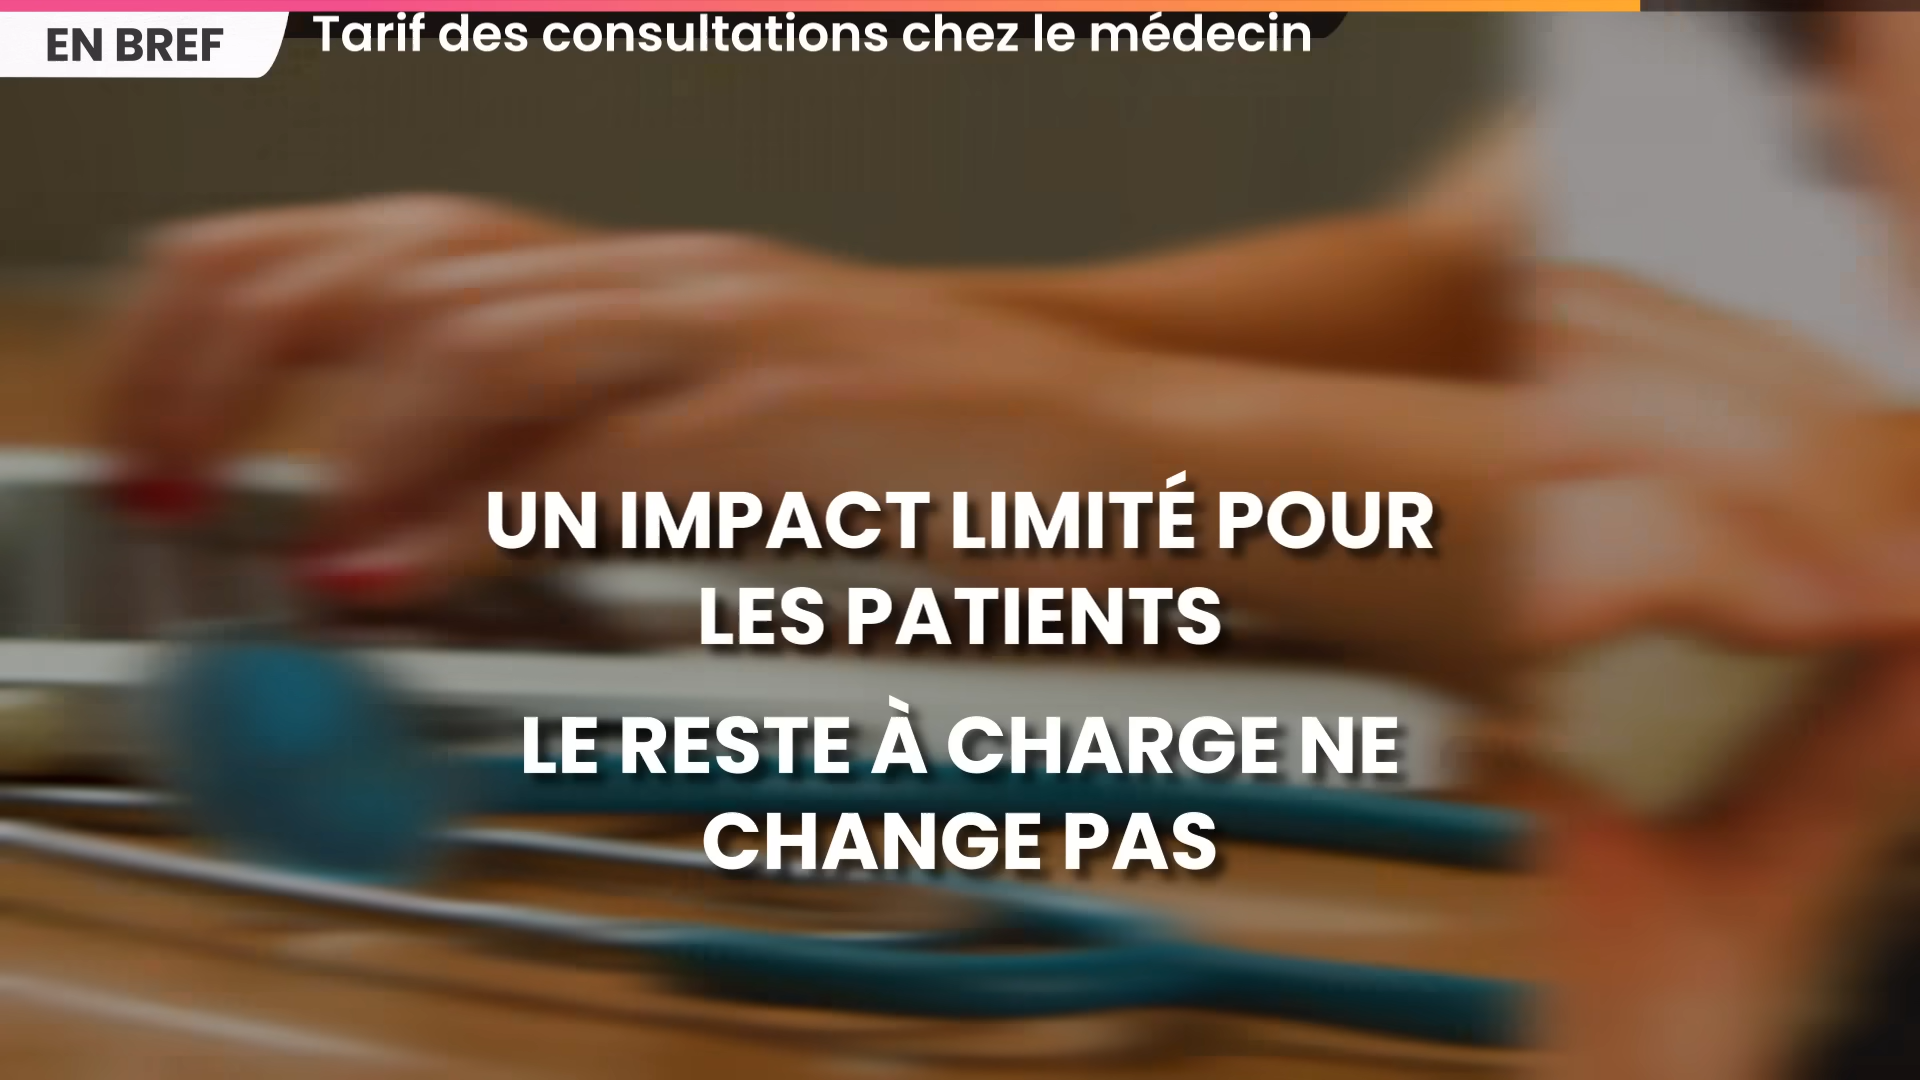 EN BREF
Tarif des consultations chez le médecin
UN IMPACT LIMITÉ POUR
LES PATIENTS
LE RESTE À CHARGE NE
CHANGE PAS